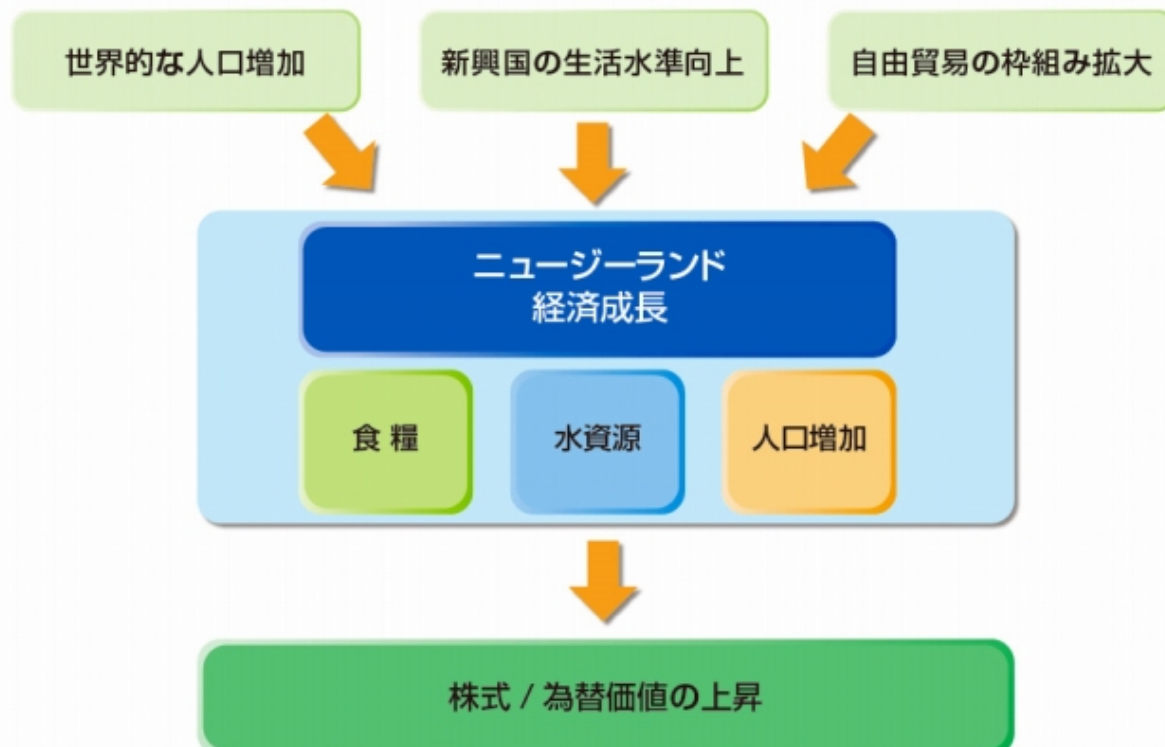 世界的な人口増加
新興国の生活水準向上
自由貿易の枠組み拡大
ニュージーランド
経済成長
食 糧
水資源
人口増加
株式 / 為替価値の上昇